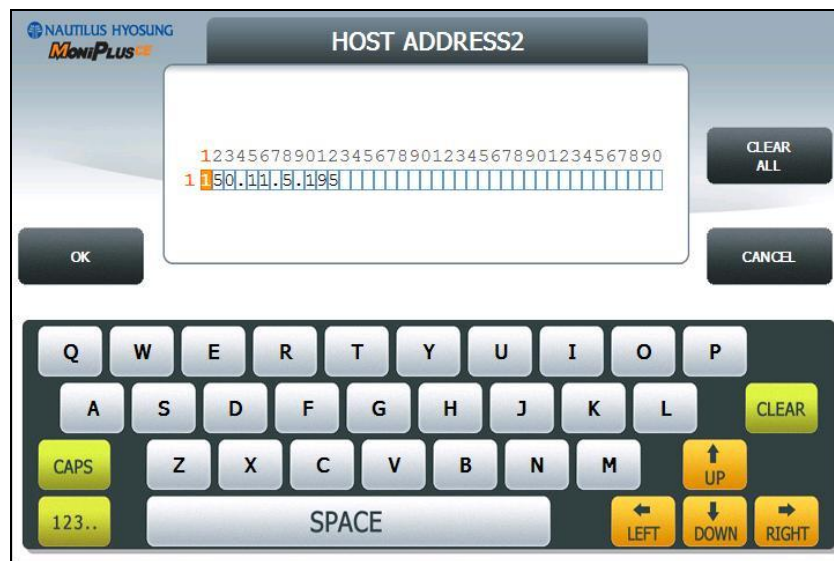 NAUTILUS HYOSUNG
MoniPlus CE
HOST ADDRESS2
1234567890123456789012345678901234567890
1 150.11.5.195
CLEAR
ALL
OK
CANCEL
Q W E R T Y U I O P
A S D F G H J K L CLEAR
CAPS Z X C V B N M UP
123.. SPACE LEFT DOWN RIGHT